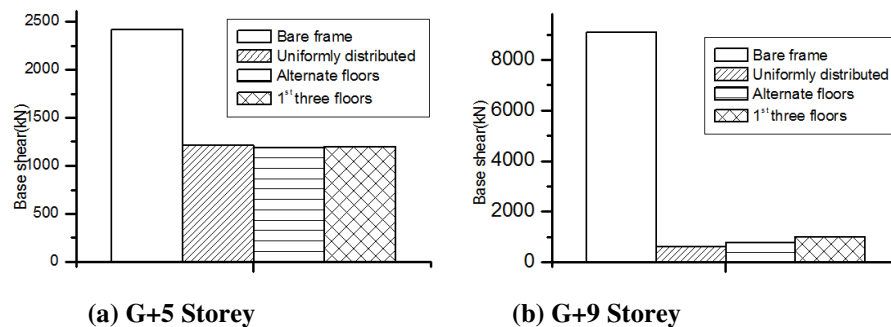 2500
2000
1500
1000
500
0
Base shear(kN)
Bare frame
Uniformly distributed
Alternate floors
1st three floors
(a) G+5 Storey
8000
6000
4000
2000
0
Base shear(kN)
Bare frame
Uniformly distributed
Alternate floors
1st three floors
(b) G+9 Storey